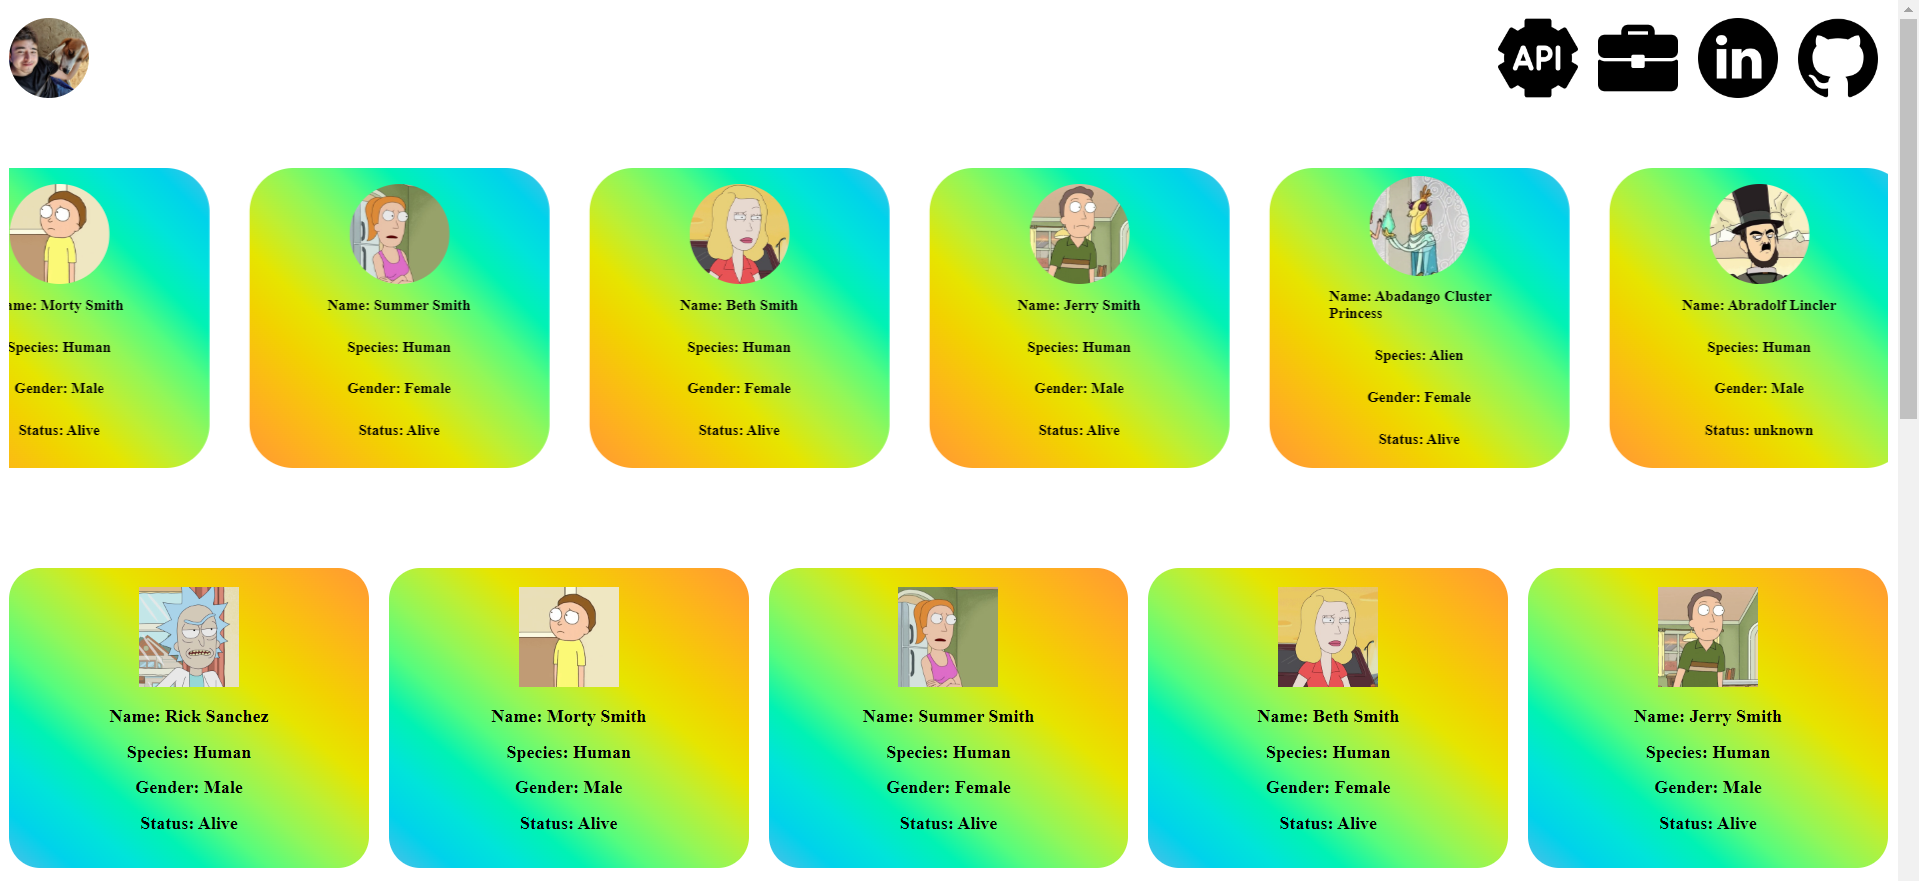 API
in
ame: Morty Smith
Species: Human
Gender: Male
Status: Alive
Name: Summer Smith
Species: Human
Gender: Female
Status: Alive
Name: Beth Smith
Species: Human
Gender: Female
Status: Alive
Name: Jerry Smith
Species: Human
Gender: Male
Status: Alive
Name: Abadango Cluster
Princess
Species: Alien
Gender: Female
Status: Alive
Name: Abradolf Lincler
Species: Human
Gender: Male
Status: unknown
Name: Rick Sanchez
Species: Human
Gender: Male
Status: Alive
Name: Morty Smith
Species: Human
Gender: Male
Status: Alive
Name: Summer Smith
Species: Human
Gender: Female
Status: Alive
Name: Beth Smith
Species: Human
Gender: Female
Status: Alive
Name: Jerry Smith
Species: Human
Gender: Male
Status: Alive